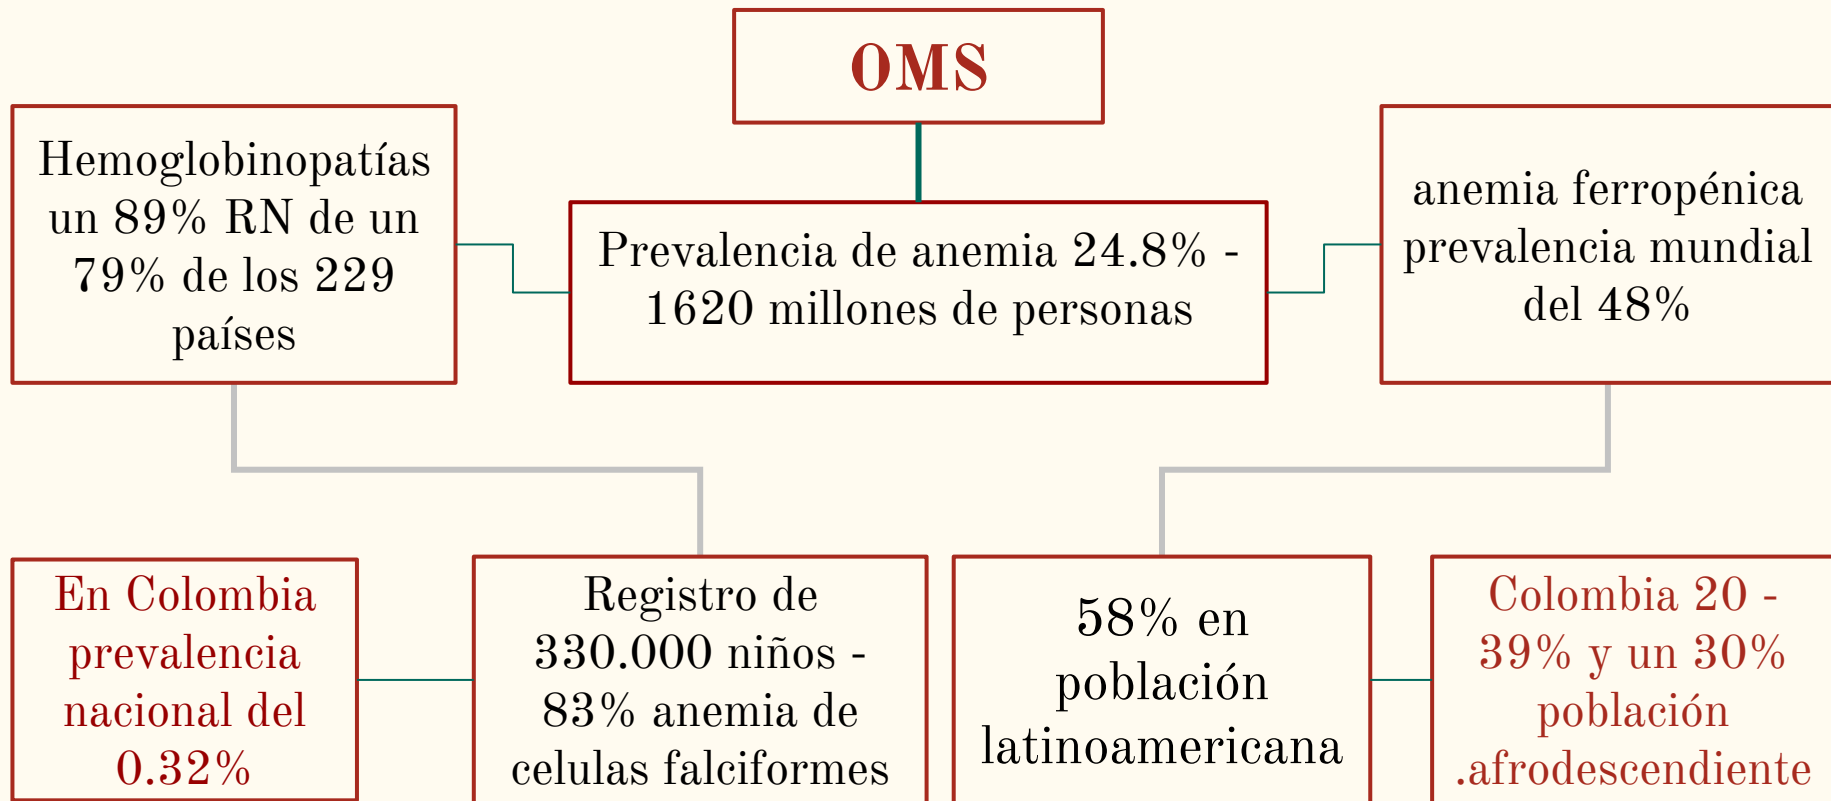 OMS
Hemoglobinopatías
un 89% RN de un
79% de los 229
países
Prevalencia de anemia 24.8% -
1620 millones de personas
anemia ferropénica
prevalencia mundial
del 48%
En Colombia
prevalencia
nacional del
0.32%
Registro de
330.000 niños -
83% anemia de
celulas falciformes
58% en
población
latinoamericana
Colombia 20 -
39% y un 30%
población
.afrodescendiente